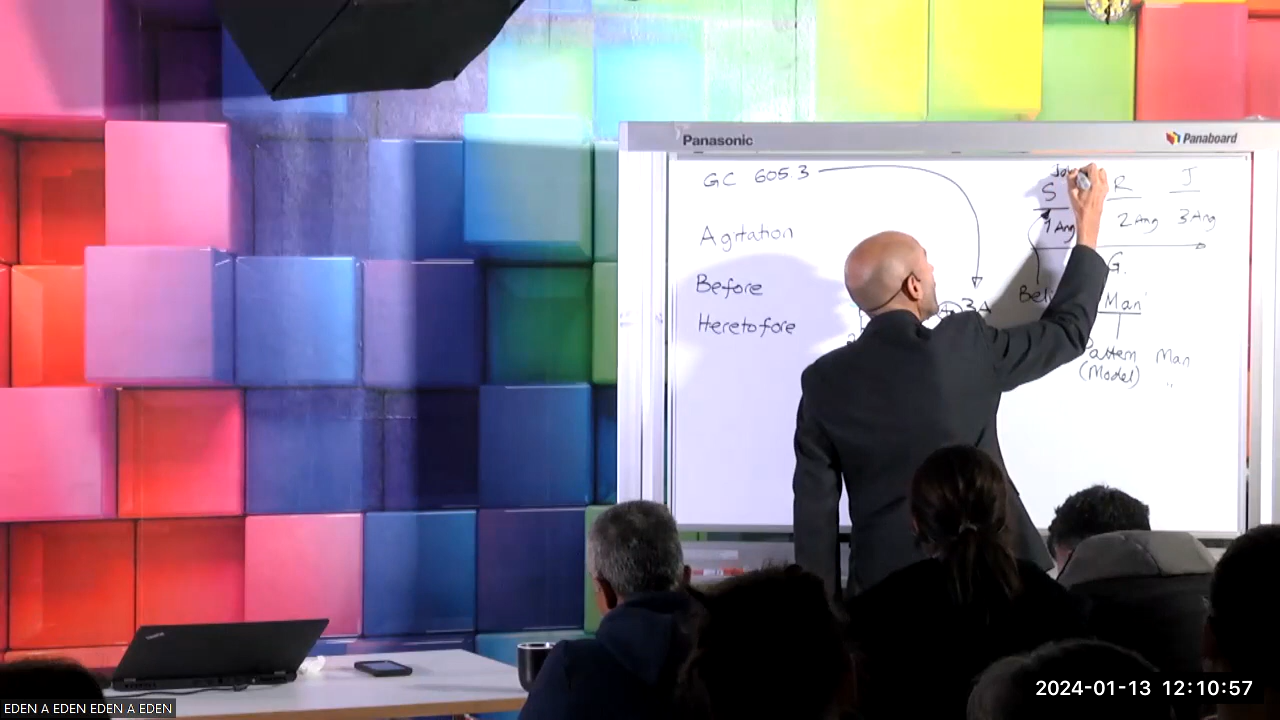 Panasonic
Panaboard
GC 605.3
S R J
1 Ang 2 Ang 3 Ang
Agitation
G.
Before
3A
Man
Heretofore
Pattern Man
(Model) "
2024-01-13 12:10:57
EDEN A EDEN EDEN A EDEN